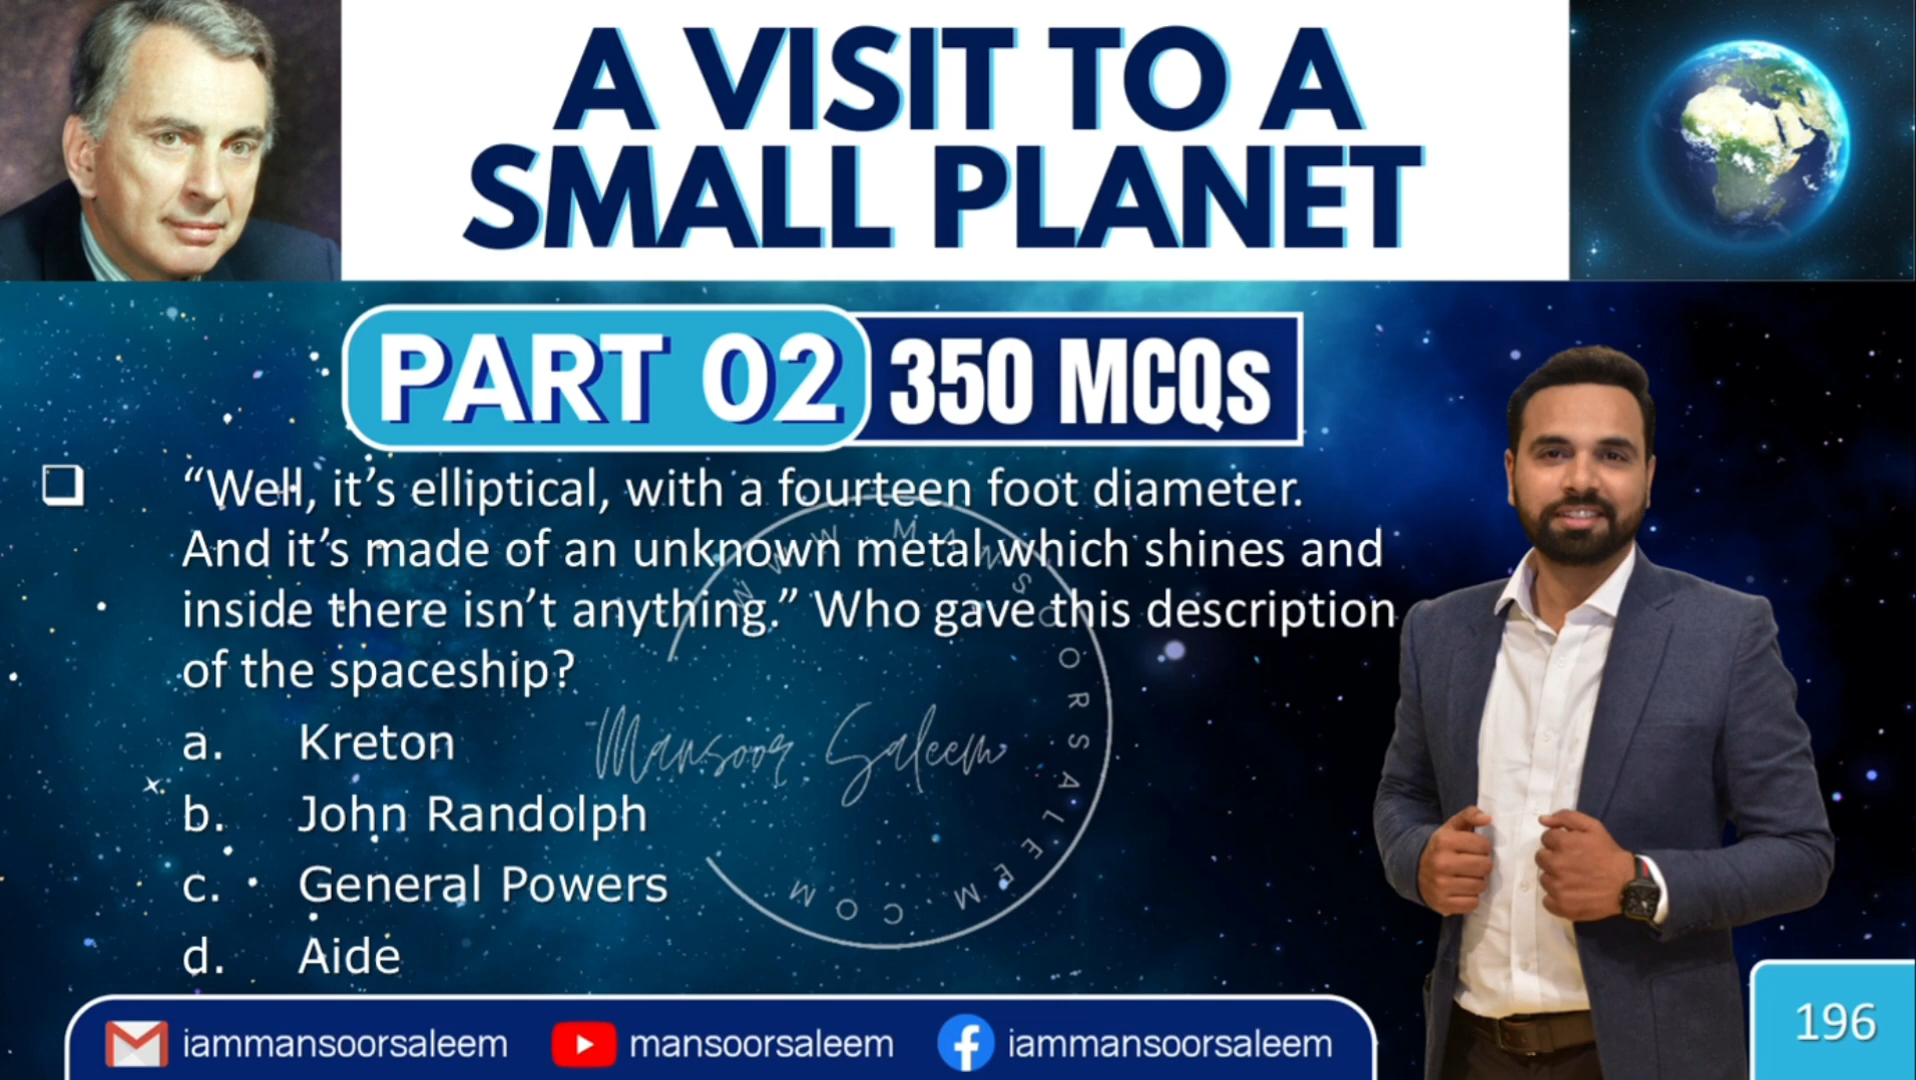 A VISIT TO A
SMALL PLANET
PART 02 350 MCQs
❑ “Well, it’s elliptical, with a fourteen foot diameter.
And it’s made of an unknown metal which shines and
inside there isn’t anything.” Who gave this description
of the spaceship?
a. Kreton
b. John Randolph
c. General Powers
d. Aide
WWW.MANSOORSALEEM.COM
Mansoor Saleem
iammansoorsaleem mansoorsaleem iammansoorsaleem
196